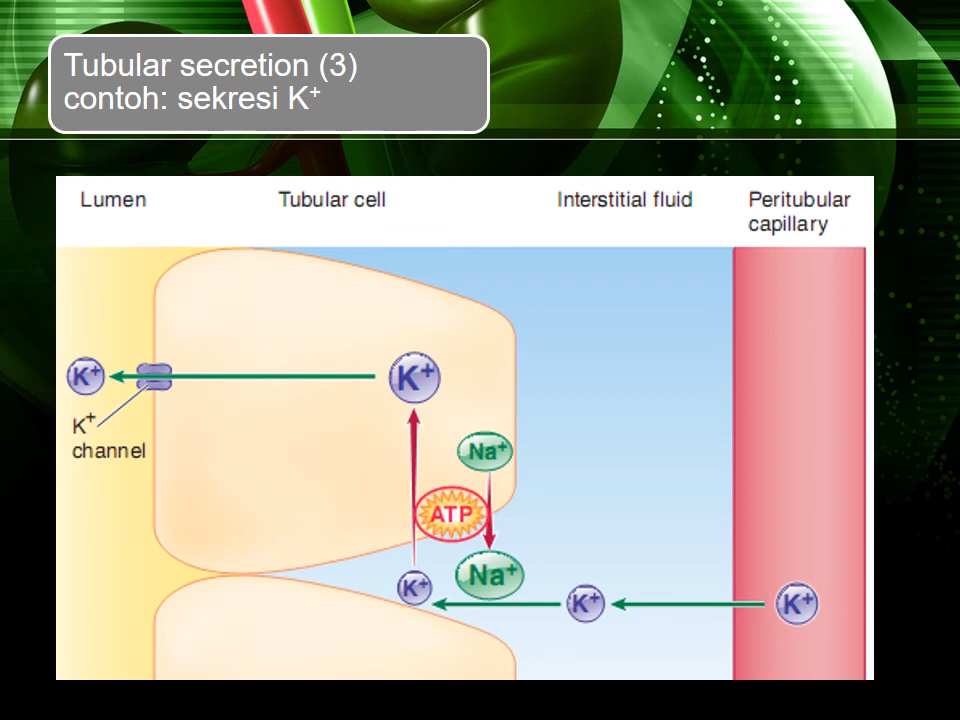 Tubular secretion (3)
contoh: sekresi K⁺
Lumen
Tubular cell
Interstitial fluid
Peritubular
capillary
K⁺
K⁺
K⁺
channel
Na⁺
ATP
K⁺
Na⁺
K⁺
K⁺